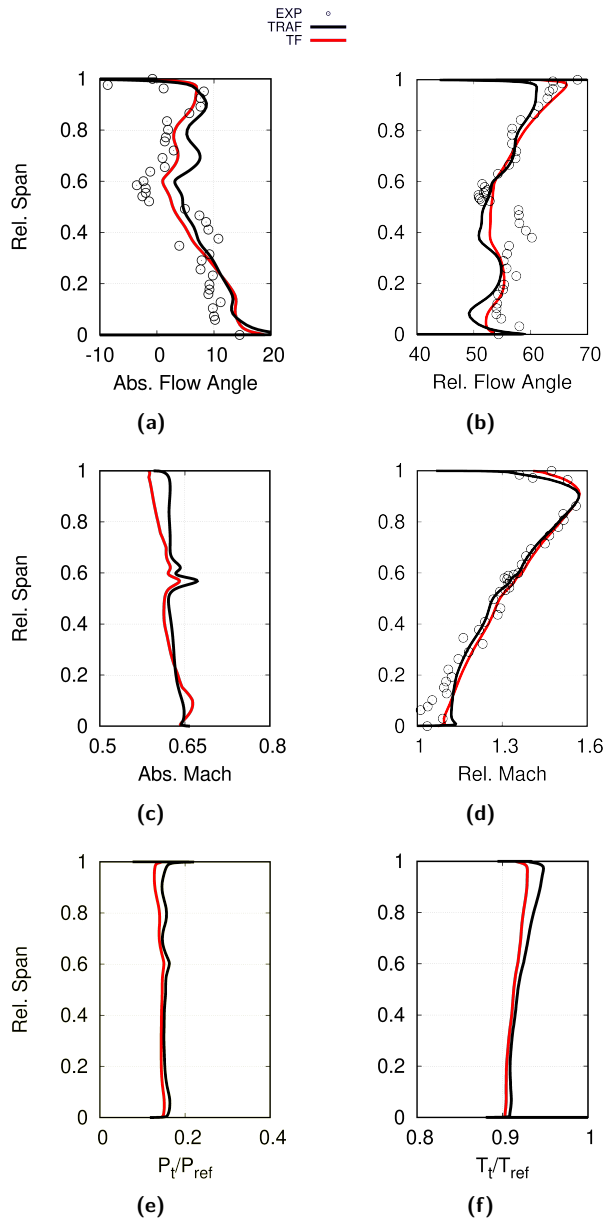 EXP
TRAF
TF
1
0.8
0.6
0.4
0.2
0
Rel. Span
-10 0 10 20
Abs. Flow Angle
(a)
1
0.8
0.6
0.4
0.2
0
40 50 60 70
Rel. Flow Angle
(b)
1
0.8
0.6
0.4
0.2
0
Rel. Span
0.5 0.65 0.8
Abs. Mach
(c)
1
0.8
0.6
0.4
0.2
0
1 1.3 1.6
Rel. Mach
(d)
1
0.8
0.6
0.4
0.2
0
Rel. Span
0 0.2 0.4
Pt/Pref
(e)
1
0.8
0.6
0.4
0.2
0
0.8 0.9 1
Tt/Tref
(f)